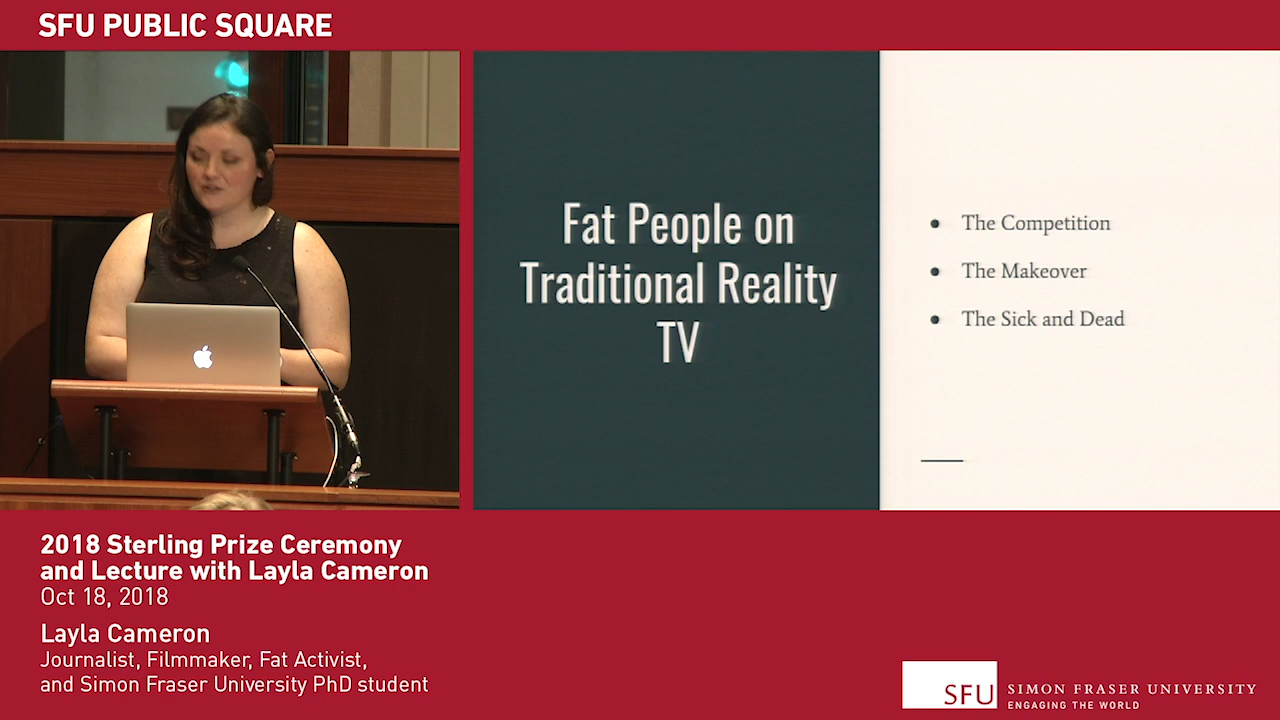 SFU PUBLIC SQUARE
Fat People on
Traditional Reality
TV
• The Competition
• The Makeover
• The Sick and Dead
2018 Sterling Prize Ceremony
and Lecture with Layla Cameron
Oct 18, 2018
Layla Cameron
Journalist, Filmmaker, Fat Activist,
and Simon Fraser University PhD student
SFU
SIMON FRASER UNIVERSITY
ENGAGING THE WORLD